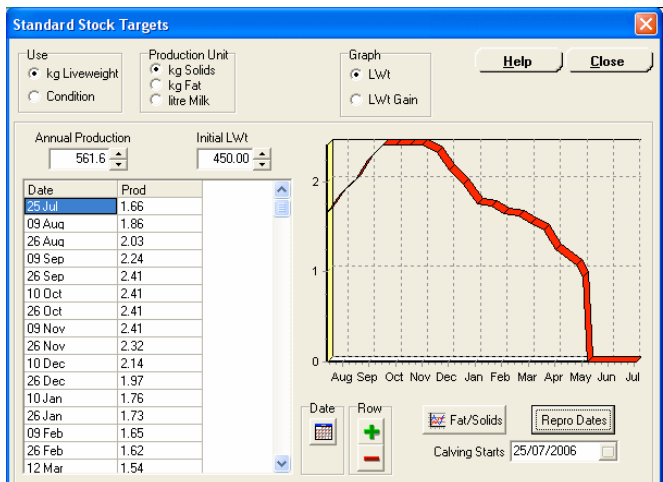 Standard Stock Targets
Use
kg Liveweight
Condition
Production Unit
kg Solids
kg Fat
litre Milk
Graph
LWt
LWt Gain
Help
Close
Annual Production
561.6
Initial LWt
450.00
Date Prod
25 Jul 1.66
09 Aug 1.86
26 Aug 2.03
09 Sep 2.24
26 Sep 2.41
10 Oct 2.41
26 Oct 2.41
09 Nov 2.41
26 Nov 2.32
10 Dec 2.14
26 Dec 1.97
10 Jan 1.76
26 Jan 1.73
09 Feb 1.65
26 Feb 1.62
12 Mar 1.54
2
1
0
Aug Sep Oct Nov Dec Jan Feb Mar Apr May Jun Jul
Date
Row
Fat/Solids
Repro Dates
Calving Starts 25/07/2006